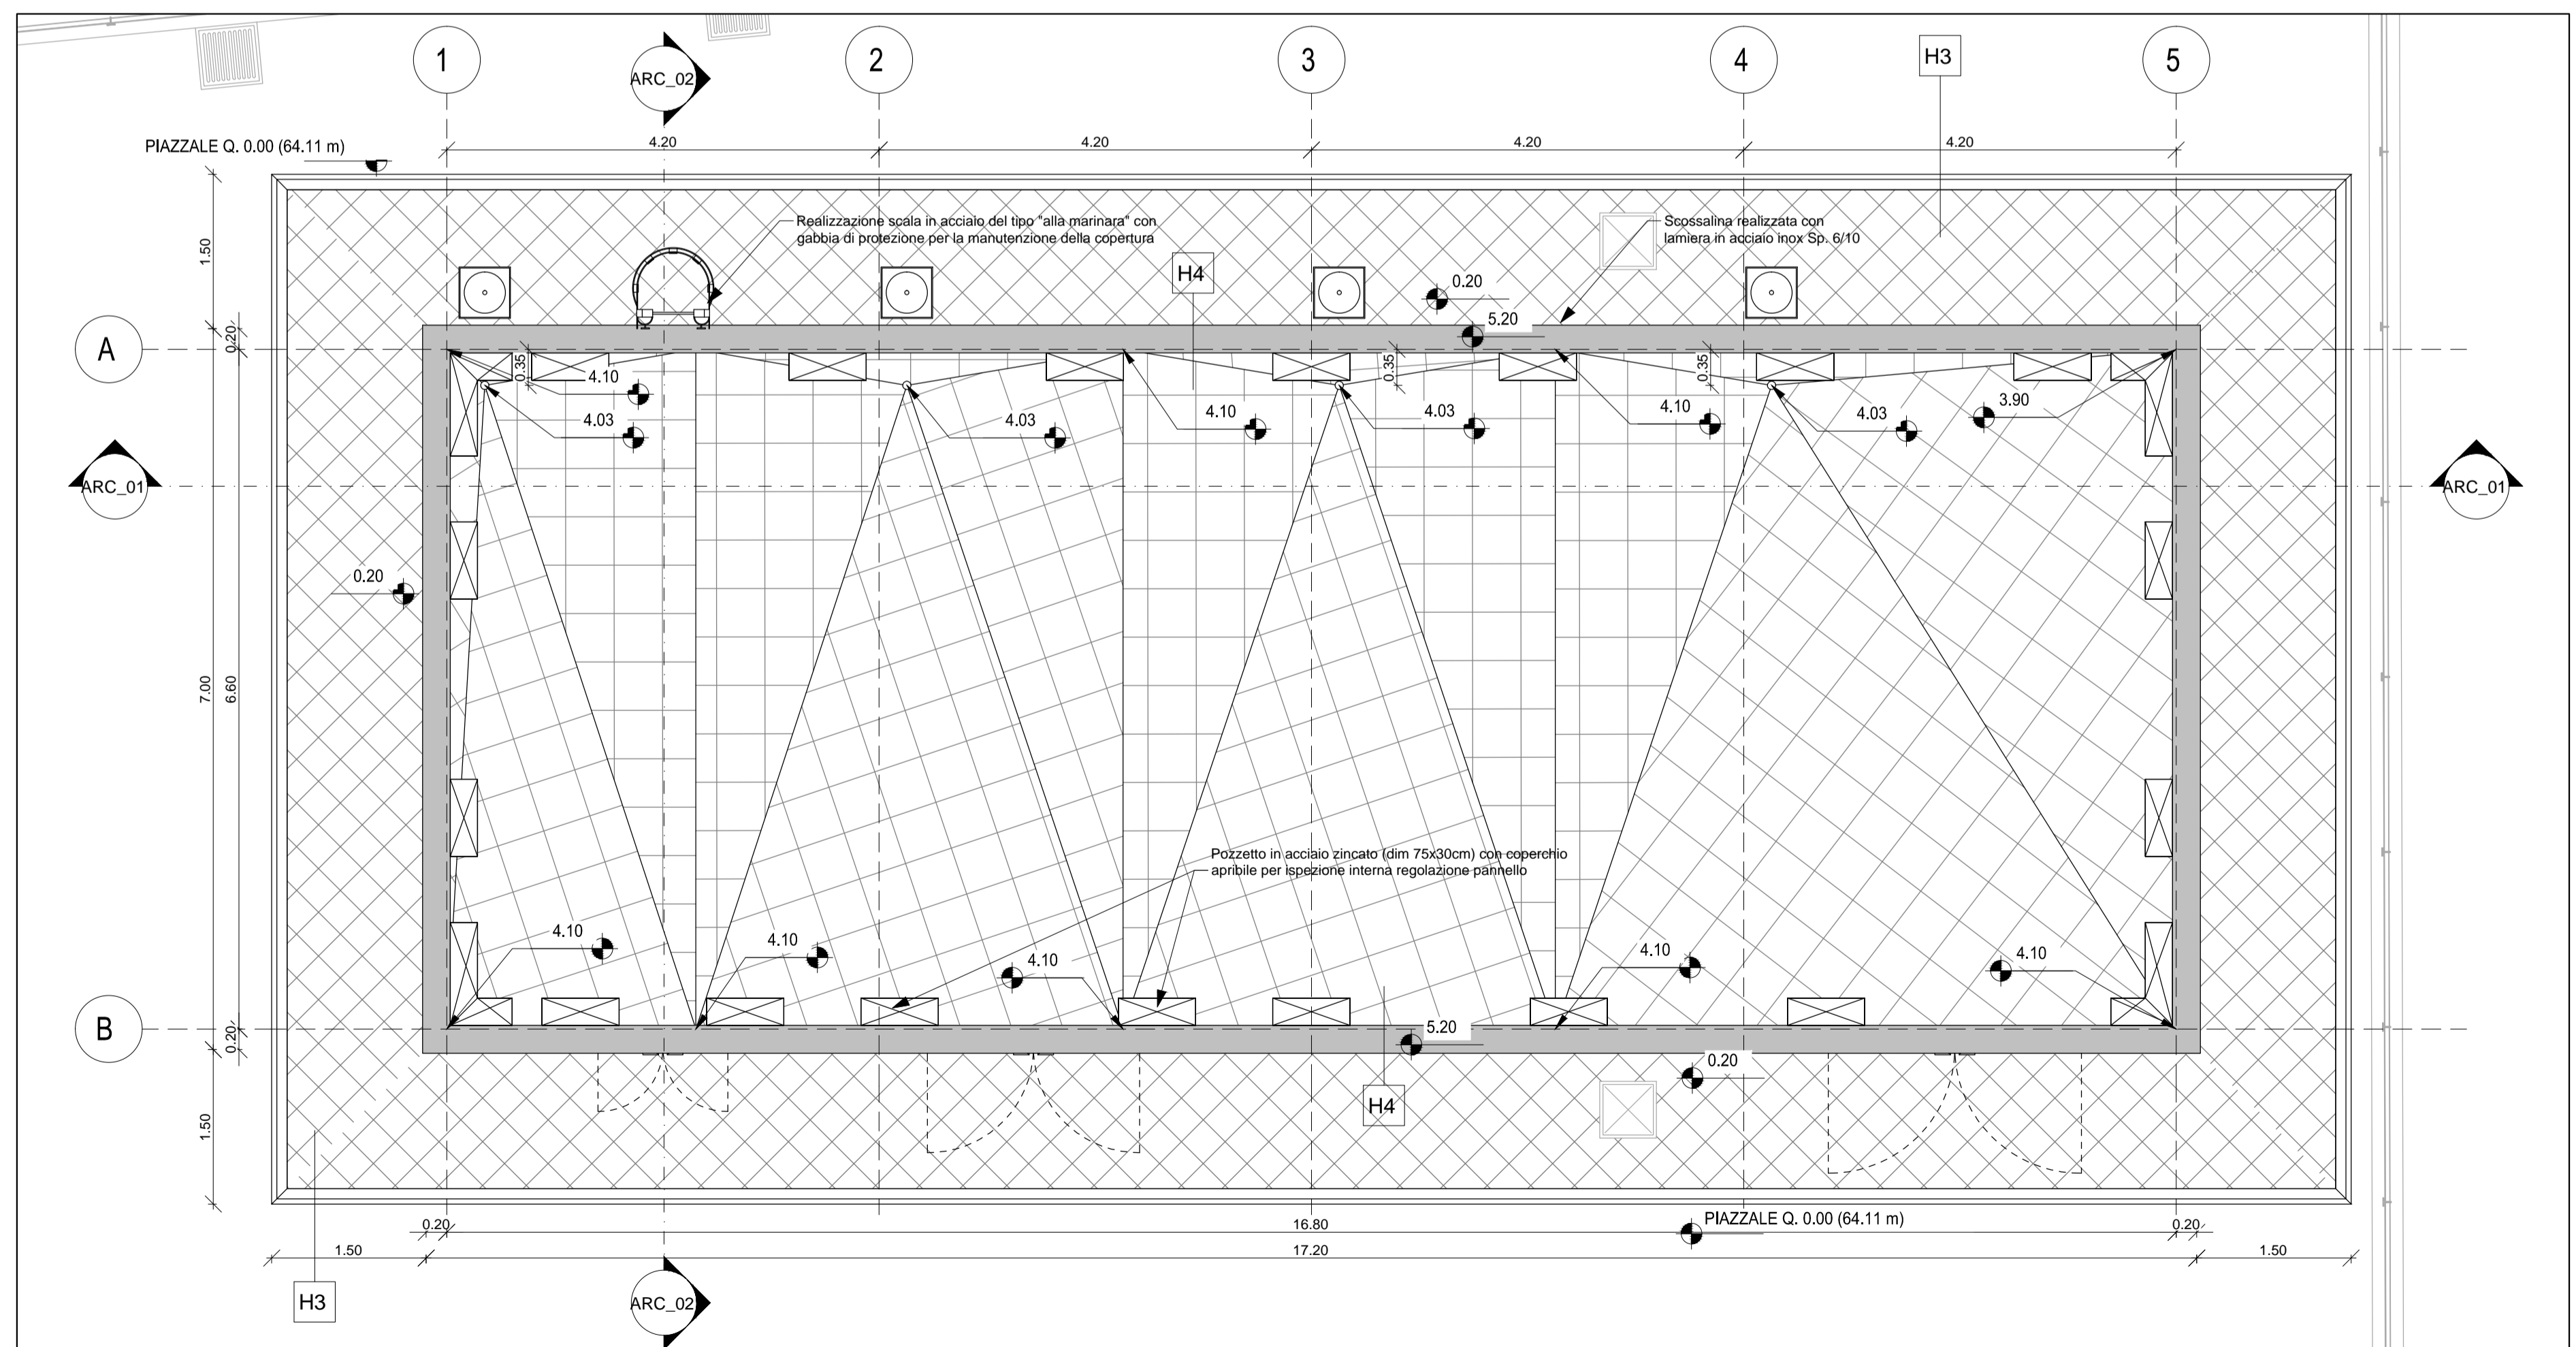 1
2
3
4
5
H3
ARC_02
PIAZZALE Q. 0.00 (64.11 m)
4.20
4.20
4.20
4.20
1.50
Realizzazione scala in acciaio del tipo "alla marinara" con
gabbia di protezione per la manutenzione della copertura
Scossalina realizzata con
lamiera in acciaio inox Sp. 6/10
H4
0.20
5.20
A
0.20
0.35
0.35
0.35
4.10
4.03
4.03
4.10
4.03
4.10
4.03
3.90
ARC_01
ARC_01
0.20
7.00
6.60
Pozzetto in acciaio zincato (dim 75x30cm) con coperchio
apribile per ispezione interna regolazione pannello
4.10
4.10
4.10
4.10
4.10
B
0.20
5.20
0.20
1.50
H4
0.20
16.80
PIAZZALE Q. 0.00 (64.11 m)
0.20
1.50
17.20
1.50
H3
ARC_02